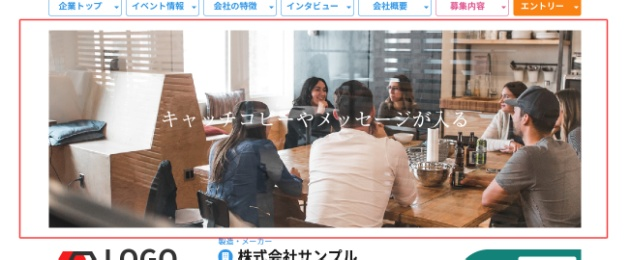 企業トップ
イベント情報
会社の特徴
インタビュー
会社概要
募集内容
エントリー
キャッチコピーやメッセージが入る
製造・メーカー
LOGO
株式会社サンプル